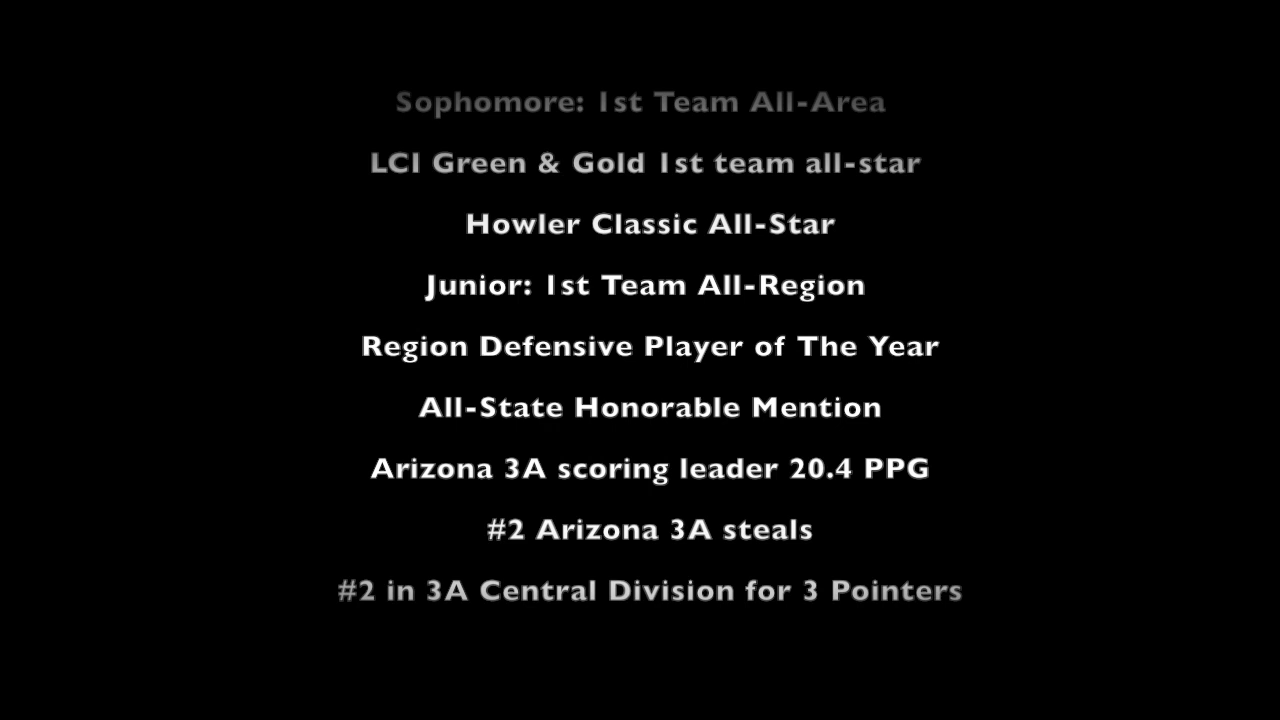 Sophomore: 1st Team All-Area
LCI Green & Gold 1st team all-star
Howler Classic All-Star
Junior: 1st Team All-Region
Region Defensive Player of The Year
All-State Honorable Mention
Arizona 3A scoring leader 20.4 PPG
#2 Arizona 3A steals
#2 in 3A Central Division for 3 Pointers